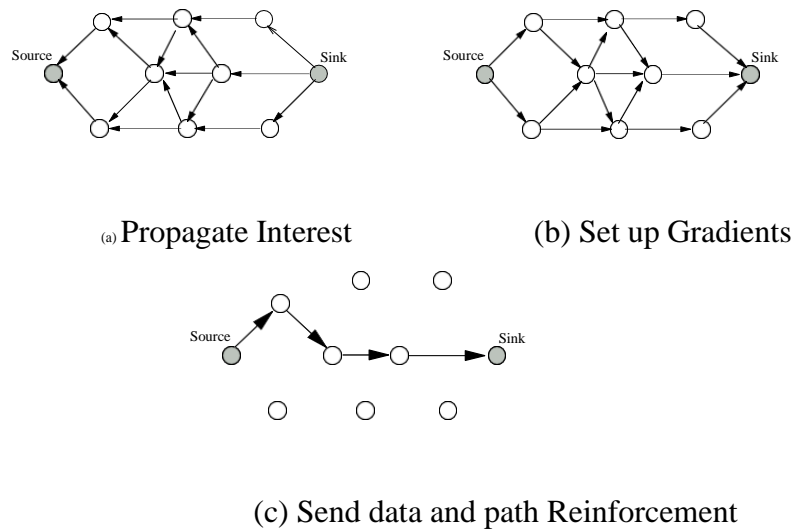 Source
Sink
Source
Sink
(a) Propagate Interest
(b) Set up Gradients
Source
Sink
(c) Send data and path Reinforcement